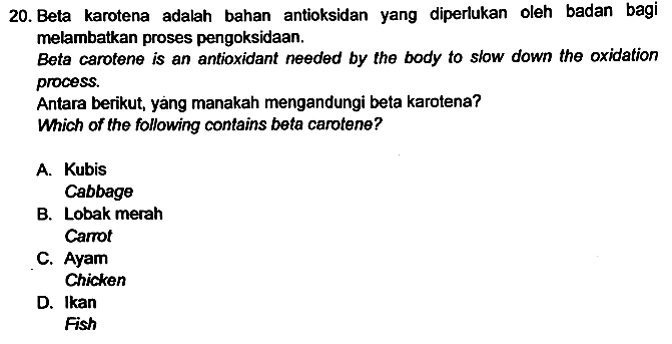 20. Beta karotena adalah bahan antioksidan yang diperlukan oleh badan bagi
melambatkan proses pengoksidaan.
Beta carotene is an antioxidant needed by the body to slow down the oxidation
process.
Antara berikut, yang manakah mengandungi beta karotena?
Which of the following contains beta carotene?
A. Kubis
Cabbage
B. Lobak merah
Carrot
C. Ayam
Chicken
D. Ikan
Fish